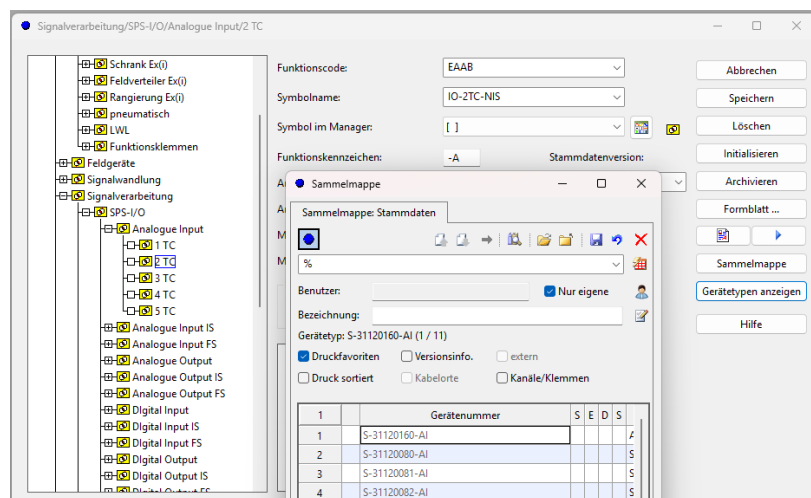 Signalverarbeitung/SPS-I/O/Analogue Input/2 TC
Schrank Ex(i)
Feldverteiler Ex(i)
Rangierung Ex(i)
pneumatisch
LWL
Funktionsklemmen
Feldgeräte
Signalwandlung
Signalverarbeitung
SPS-I/O
Analogue Input
1 TC
2 TC
3 TC
4 TC
5 TC
Analogue Input IS
Analogue Input FS
Analogue Output
Analogue Output IS
Analogue Output FS
DIgital Input
DIgital Input IS
DIgital Input FS
DIgital Output
DIgital Output IS
DIgital Output FS
Funktionscode:
EAAB
Symbolname:
IO-2TC-NIS
Symbol im Manager:
[ ]
Funktionskennzeichen:
-A
Stammdatenversion:
Abbrechen
Speichern
Löschen
Initialisieren
Archivieren
Formblatt ...
Sammelmappe
Gerätetypen anzeigen
Hilfe
Sammelmappe
Sammelmappe: Stammdaten
%
Benutzer:
Nur eigene
Bezeichnung:
Gerätetyp: S-31120160-AI (1 / 11)
Druckfavoriten
Versionsinfo.
extern
Druck sortiert
Kabelorte
Kanäle/Klemmen
1 Gerätenummer S E D S
1 S-31120160-AI A
2 S-31120080-AI S
3 S-31120081-AI S
4 S-31120082-AI S